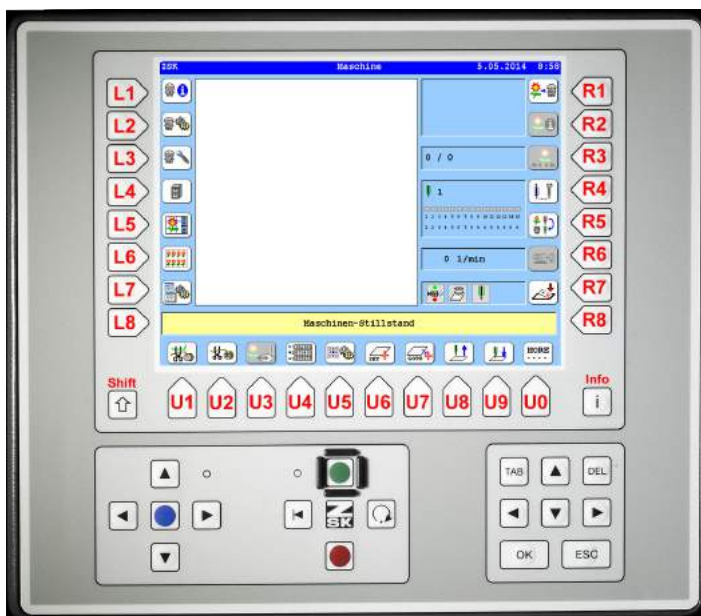 ZSK Maschine 5.05.2014 8:58
L1 R1
L2 R2
L3 0 / 0 R3
L4 1 R4
L5 R5
L6 0 1/min R6
L7 R7
L8 Maschinen-Stillstand R8
MORE
Shift U1 U2 U3 U4 U5 U6 U7 U8 U9 U0 Info
i
TAB DEL
ZSK
OK ESC